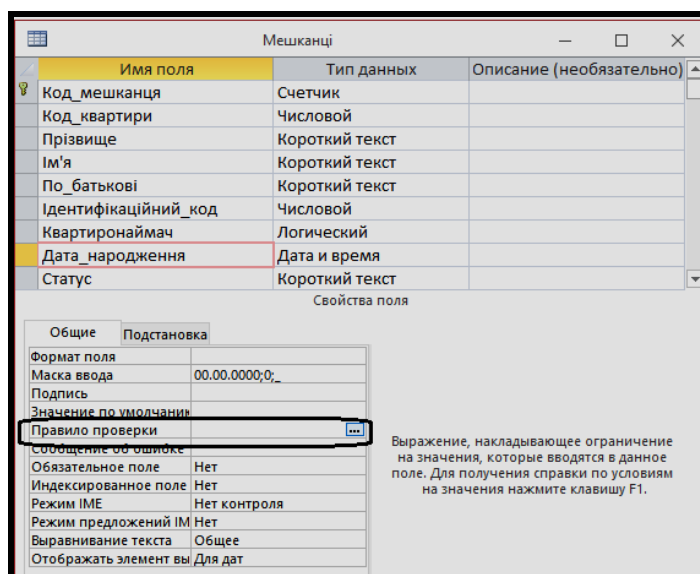 Мешканці
Имя поля Тип данных Описание (необязательно)
Код_мешканця Счетчик
Код_квартири Числовой
Прізвище Короткий текст
Ім'я Короткий текст
По_батькові Короткий текст
Ідентифікаційний_код Числовой
Квартиронаймач Логический
Дата_народження Дата и время
Статус Короткий текст
Свойства поля
Общие Подстановка
Формат поля
Маска ввода 00.00.0000;0;_
Подпись
Значение по умолчани
Правило проверки ...
Сообщение об ошибке
Обязательное поле Нет
Индексированное поле Нет
Режим IME Нет контроля
Режим предложений IM Нет
Выравнивание текста Общее
Отображать элемент вы Для дат
Выражение, накладывающее ограничение
на значения, которые вводятся в данное
поле. Для получения справки по условиям
на значения нажмите клавишу F1.